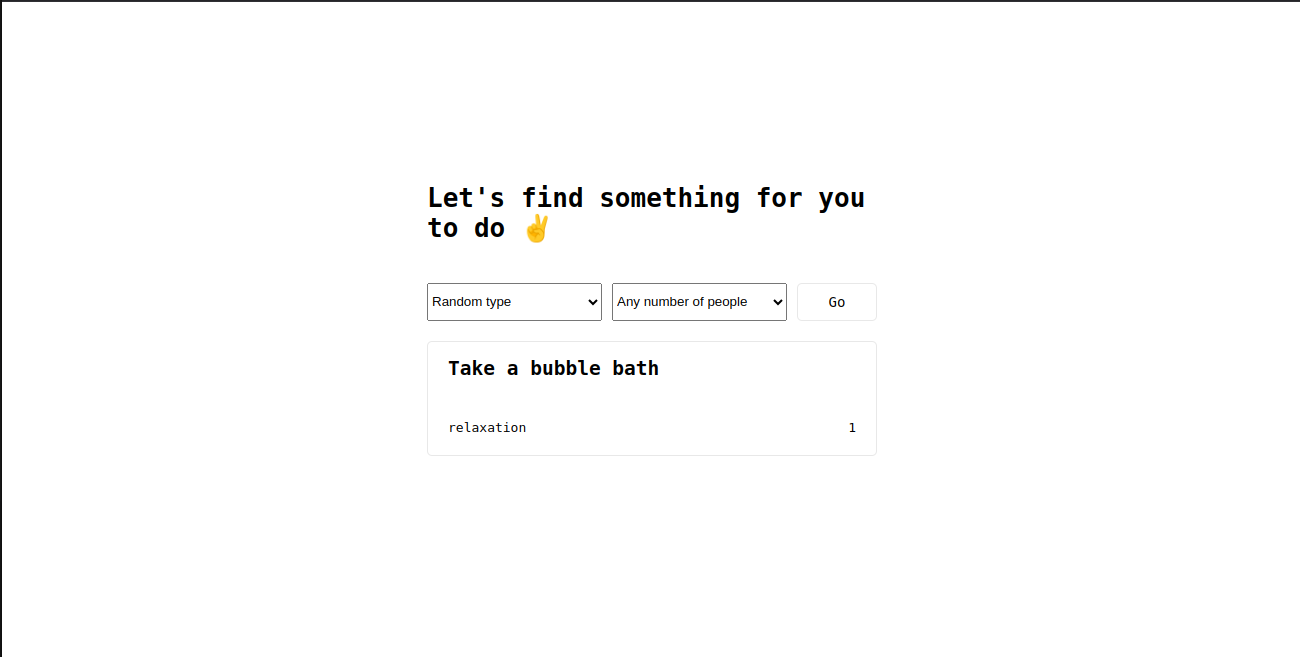 Let's find something for you
to do ✌
Random type Any number of people Go
Take a bubble bath
relaxation 1